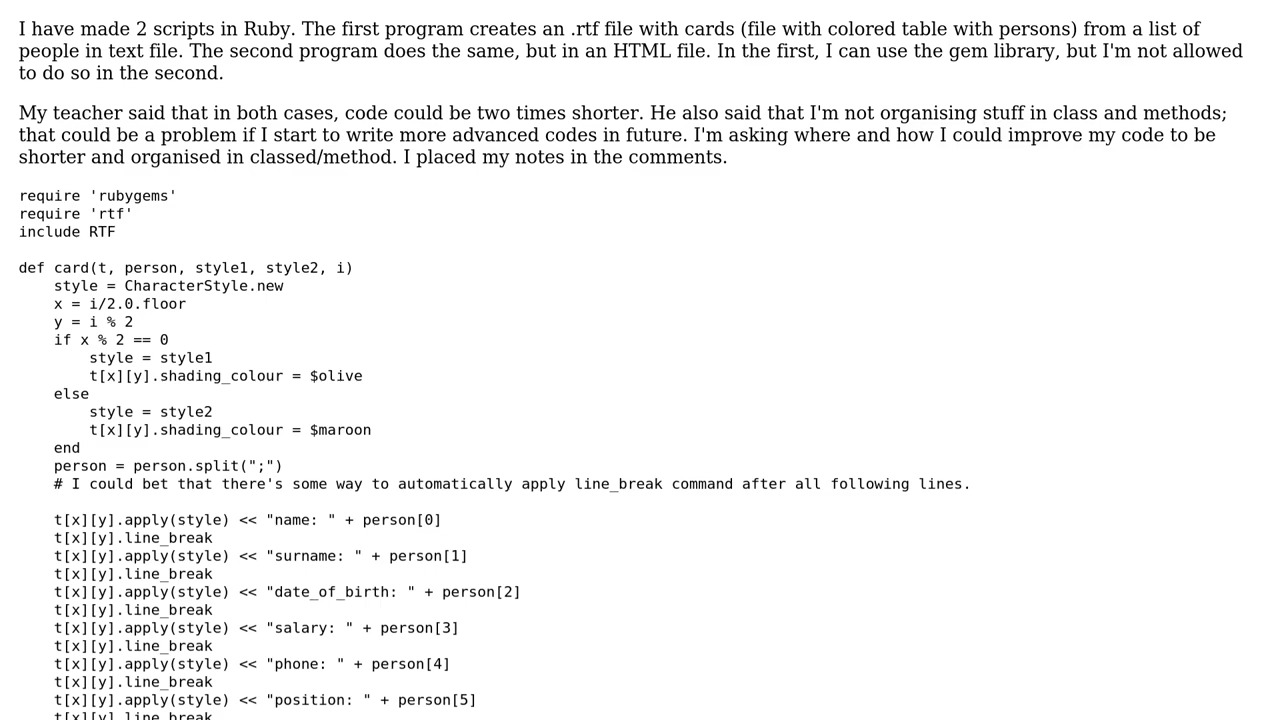 I have made 2 scripts in Ruby. The first program creates an .rtf file with cards (file with colored table with persons) from a list of
people in text file. The second program does the same, but in an HTML file. In the first, I can use the gem library, but I'm not allowed
to do so in the second.
My teacher said that in both cases, code could be two times shorter. He also said that I'm not organising stuff in class and methods;
that could be a problem if I start to write more advanced codes in future. I'm asking where and how I could improve my code to be
shorter and organised in classed/method. I placed my notes in the comments.
require 'rubygems'
require 'rtf'
include RTF
def card(t, person, style1, style2, i)
    style = CharacterStyle.new
    x = i/2.0.floor
    y = i % 2
    if x % 2 == 0
        style = style1
        t[x][y].shading_colour = $olive
    else
        style = style2
        t[x][y].shading_colour = $maroon
    end
    person = person.split(";")
    # I could bet that there's some way to automatically apply line_break command after all following lines.
    t[x][y].apply(style) << "name: " + person[0]
    t[x][y].line_break
    t[x][y].apply(style) << "surname: " + person[1]
    t[x][y].line_break
    t[x][y].apply(style) << "date_of_birth: " + person[2]
    t[x][y].line_break
    t[x][y].apply(style) << "salary: " + person[3]
    t[x][y].line_break
    t[x][y].apply(style) << "phone: " + person[4]
    t[x][y].line_break
    t[x][y].apply(style) << "position: " + person[5]
    t[x][y].line_break